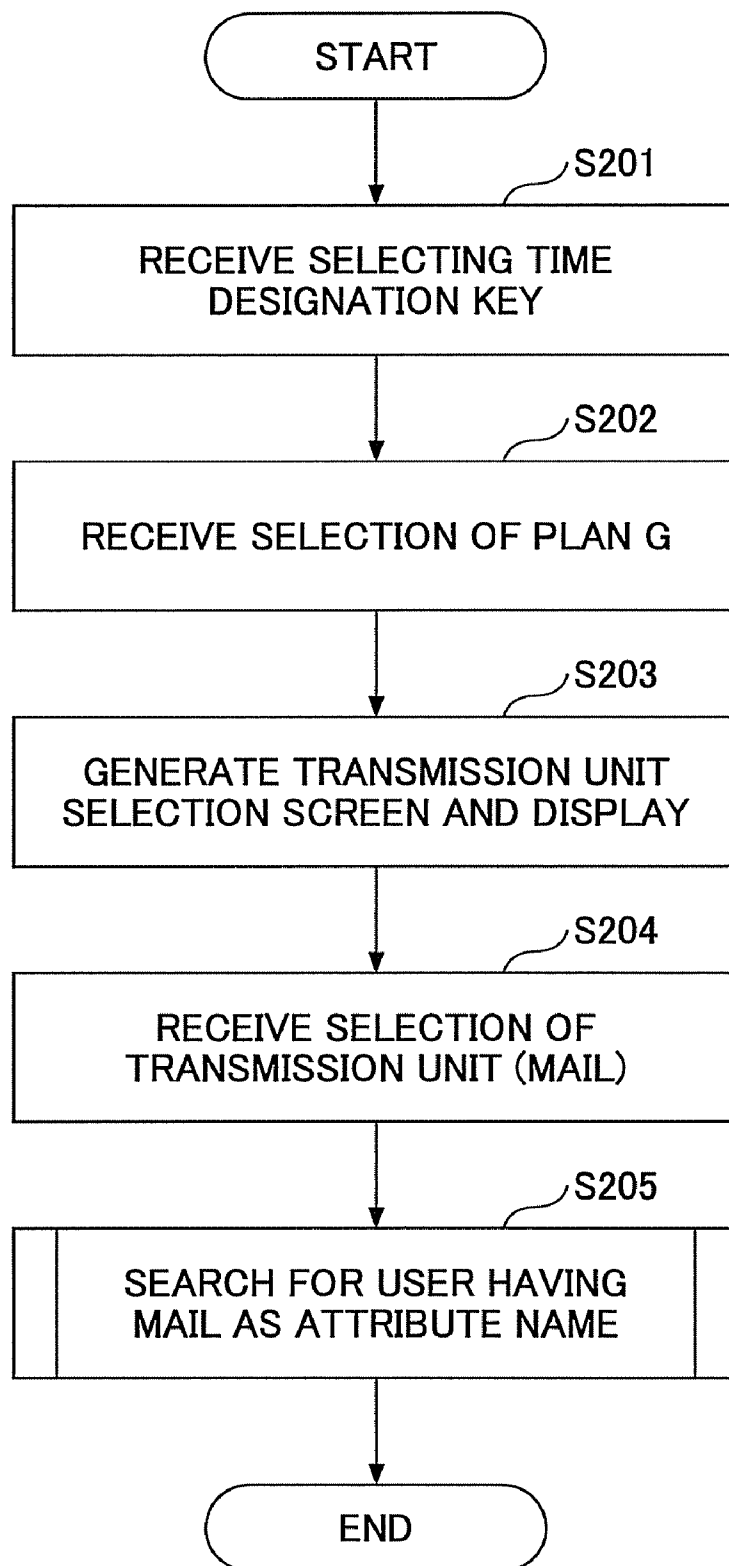 START
S201
RECEIVE SELECTING TIME
DESIGNATION KEY
S202
RECEIVE SELECTION OF PLAN G
S203
GENERATE TRANSMISSION UNIT
SELECTION SCREEN AND DISPLAY
S204
RECEIVE SELECTION OF
TRANSMISSION UNIT (MAIL)
S205
SEARCH FOR USER HAVING
MAIL AS ATTRIBUTE NAME
END